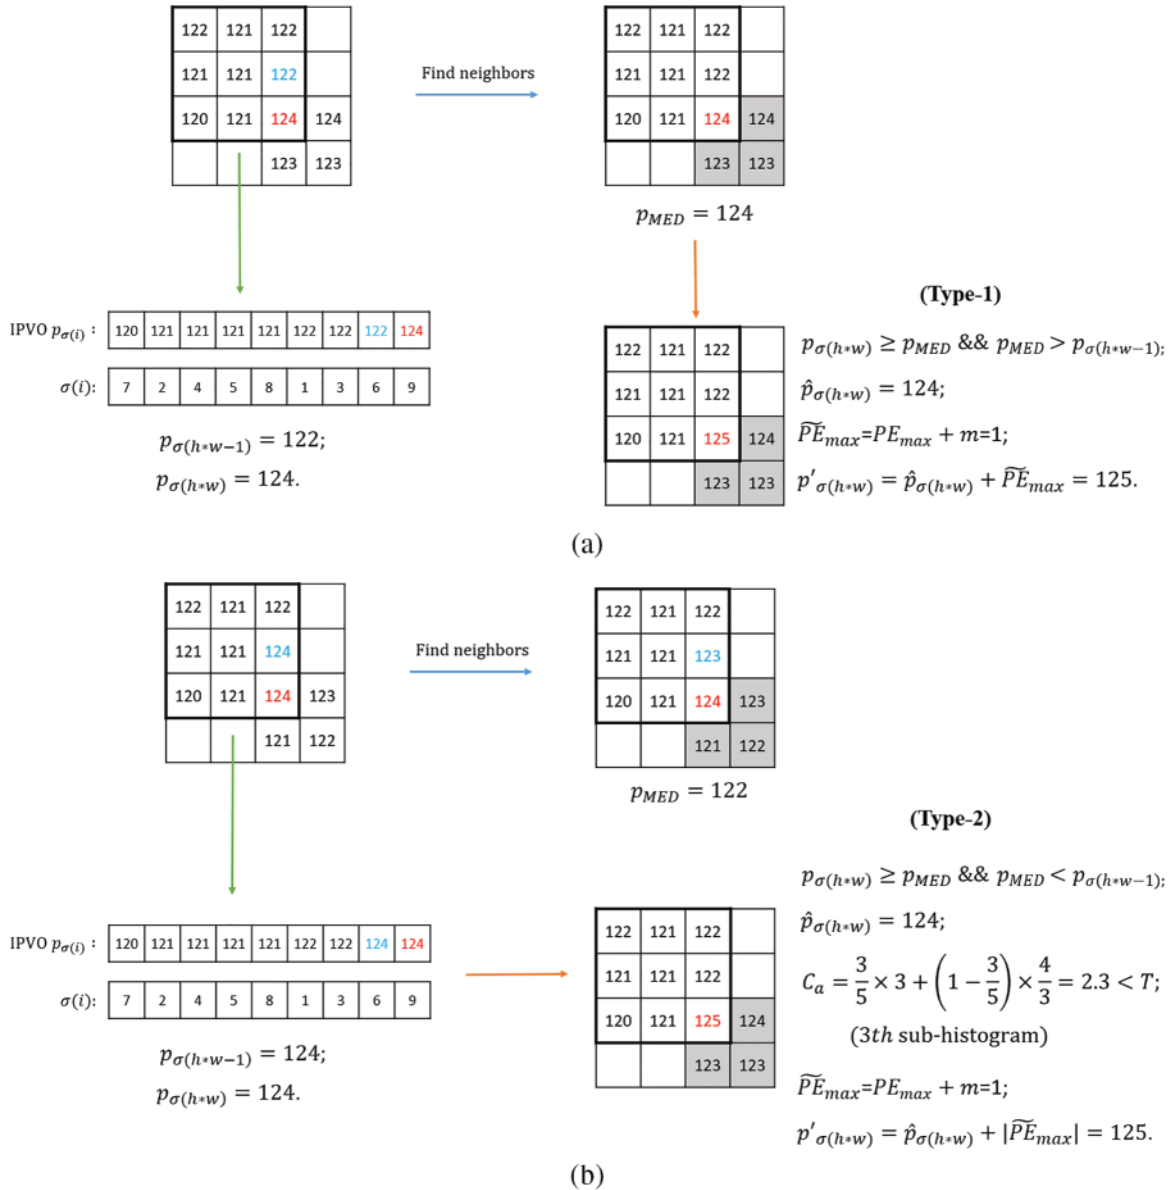 122 121 122
121 121 122
120 121 124 124
123 123
Find neighbors
122 121 122
121 121 122
120 121 124 124
123 123
p_MED = 124
IPVO p_σ(i) : 120 121 121 121 121 122 122 122 124
σ(i): 7 2 4 5 8 1 3 6 9
p_σ(h*w−1) = 122;
p_σ(h*w) = 124.
122 121 122
121 121 122
120 121 125 124
123 123
(Type-1)
p_σ(h*w) ≥ p_MED && p_MED > p_σ(h*w−1);
p̂_σ(h*w) = 124;
P͠E_max=PE_max + m=1;
p′_σ(h*w) = p̂_σ(h*w) + P͠E_max = 125.
(a)
122 121 122
121 121 124
120 121 124 123
121 122
Find neighbors
122 121 122
121 121 123
120 121 124 123
121 122
p_MED = 122
IPVO p_σ(i) : 120 121 121 121 121 122 122 124 124
σ(i): 7 2 4 5 8 1 3 6 9
p_σ(h*w−1) = 124;
p_σ(h*w) = 124.
122 121 122
121 121 122
120 121 125 124
123 123
(Type-2)
p_σ(h*w) ≥ p_MED && p_MED < p_σ(h*w−1);
p̂_σ(h*w) = 124;
C_a = 3/5 × 3 + (1 − 3/5) × 4/3 = 2.3 < T;
(3th sub-histogram)
P͠E_max=PE_max + m=1;
p′_σ(h*w) = p̂_σ(h*w) + |P͠E_max| = 125.
(b)